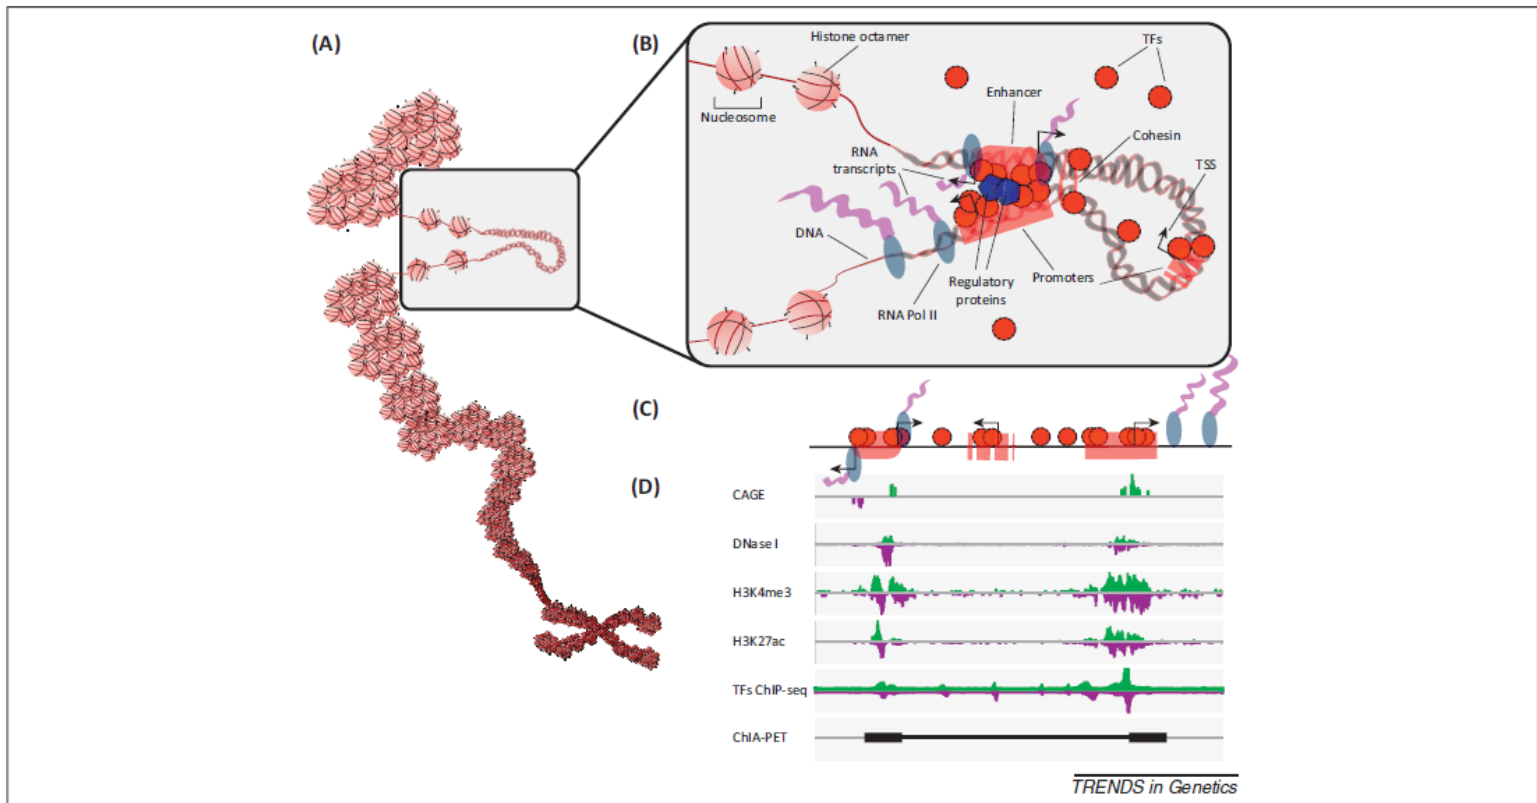 (A)
(B)
Histone octamer
TFs
Nucleosome
Enhancer
Cohesin
RNA
transcripts
TSS
DNA
Regulatory
proteins
Promoters
RNA Pol II
(C)
(D)
CAGE
DNase I
H3K4me3
H3K27ac
TFs ChIP-seq
ChIA-PET
TRENDS in Genetics